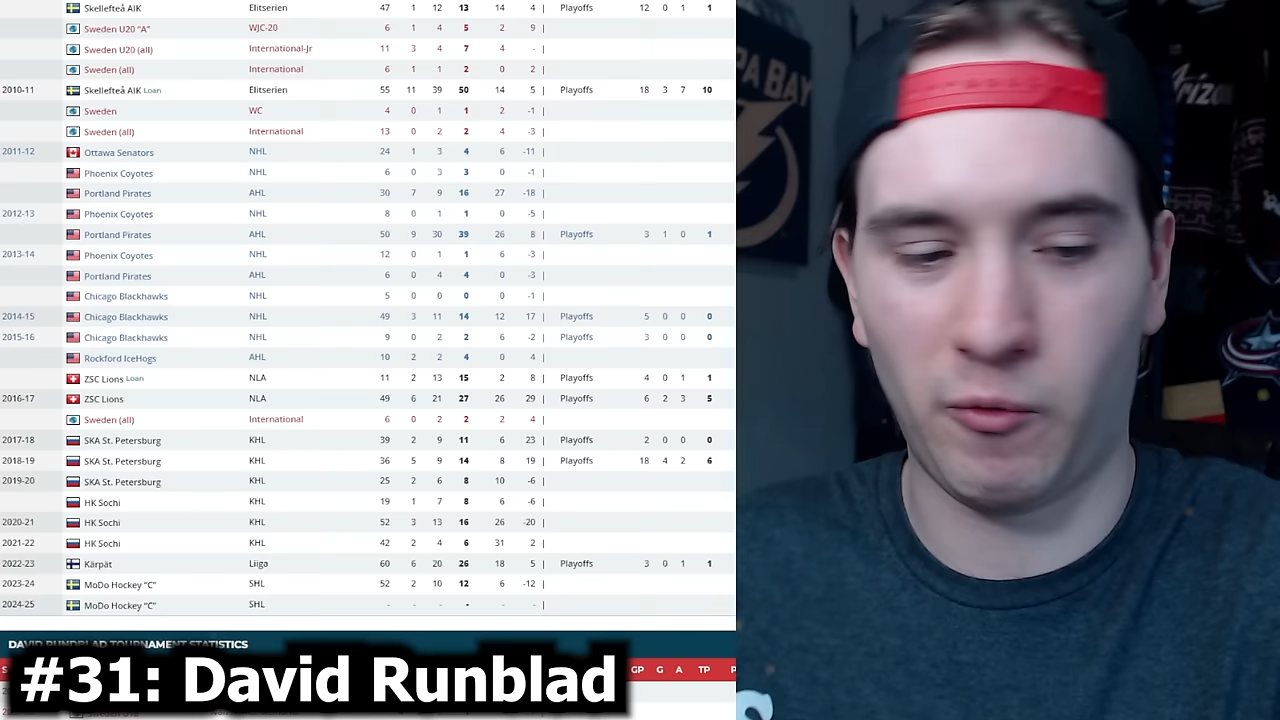 Skellefteå AIK Elitserien 47 1 12 13 14 4 | Playoffs 12 0 1 1
Sweden U20 "A" WJC-20 6 1 4 5 2 9 |
Sweden U20 (all) International-Jr 11 3 4 7 4 - |
Sweden (all) International 6 1 1 2 0 2 |
2010-11 Skellefteå AIK Loan Elitserien 55 11 39 50 14 5 | Playoffs 18 3 7 10
Sweden WC 4 0 1 1 2 -1 |
Sweden (all) International 13 0 2 2 4 -3 |
2011-12 Ottawa Senators NHL 24 1 3 4 6 -11 |
Phoenix Coyotes NHL 6 0 3 3 0 -1 |
Portland Pirates AHL 30 7 9 16 27 -18 |
2012-13 Phoenix Coyotes NHL 8 0 1 1 0 -5 |
Portland Pirates AHL 50 9 30 39 26 8 | Playoffs 3 1 0 1
2013-14 Phoenix Coyotes NHL 12 0 1 1 6 -3 |
Portland Pirates AHL 6 0 4 4 0 -3 |
Chicago Blackhawks NHL 5 0 0 0 0 -1 |
2014-15 Chicago Blackhawks NHL 49 3 11 14 12 17 | Playoffs 5 0 0 0
2015-16 Chicago Blackhawks NHL 9 0 2 2 6 -2 | Playoffs 3 0 0 0
Rockford IceHogs AHL 10 2 2 4 0 4 |
ZSC Lions Loan NLA 11 2 13 15 2 8 | Playoffs 4 0 1 1
2016-17 ZSC Lions NLA 49 6 21 27 26 29 | Playoffs 6 2 3 5
Sweden (all) International 6 0 2 2 2 4 |
2017-18 SKA St. Petersburg KHL 39 2 9 11 6 23 | Playoffs 2 0 0 0
2018-19 SKA St. Petersburg KHL 36 5 9 14 8 19 | Playoffs 18 4 2 6
2019-20 SKA St. Petersburg KHL 25 2 6 8 10 -6 |
HK Sochi KHL 19 1 7 8 6 -6 |
2020-21 HK Sochi KHL 52 3 13 16 26 -20 |
2021-22 HK Sochi KHL 42 2 4 6 31 2 |
2022-23 Kärpät Liiga 60 6 20 26 18 5 | Playoffs 3 0 1 1
2023-24 MoDo Hockey "C" SHL 52 2 10 12 6 -12 |
2024-25 MoDo Hockey "C" SHL - - - - - - |
DAVID RUNDBLAD TOURNAMENT STATISTICS
S GP G A TP P
#31: David Runblad
PA BAY